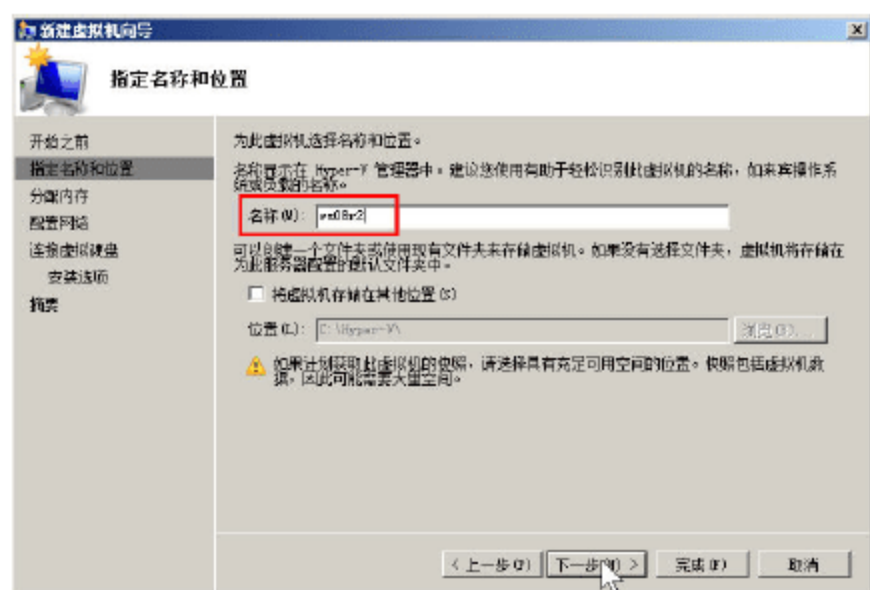 新建虚拟机向导
指定名称和位置
开始之前
指定名称和位置
分配内存
配置网络
连接虚拟硬盘
安装选项
摘要
为此虚拟机选择名称和位置。
名称显示在 Hyper-V 管理器中。建议您使用有助于轻松识别此虚拟机的名称，如来宾操作系
统或负载的名称。
名称(M):
可以创建一个文件夹或使用现有文件夹来存储虚拟机。如果没有选择文件夹，虚拟机将存储在
为此服务器配置的默认文件夹中。
将虚拟机存储在其他位置(S)
位置(L): C:\Hyper-V\
浏览(B)...
如果计划获取此虚拟机的快照，请选择具有充足可用空间的位置。快照包括虚拟机数
据，因此可能需要大量空间。
< 上一步(P)
下一步(N) >
完成(F)
取消